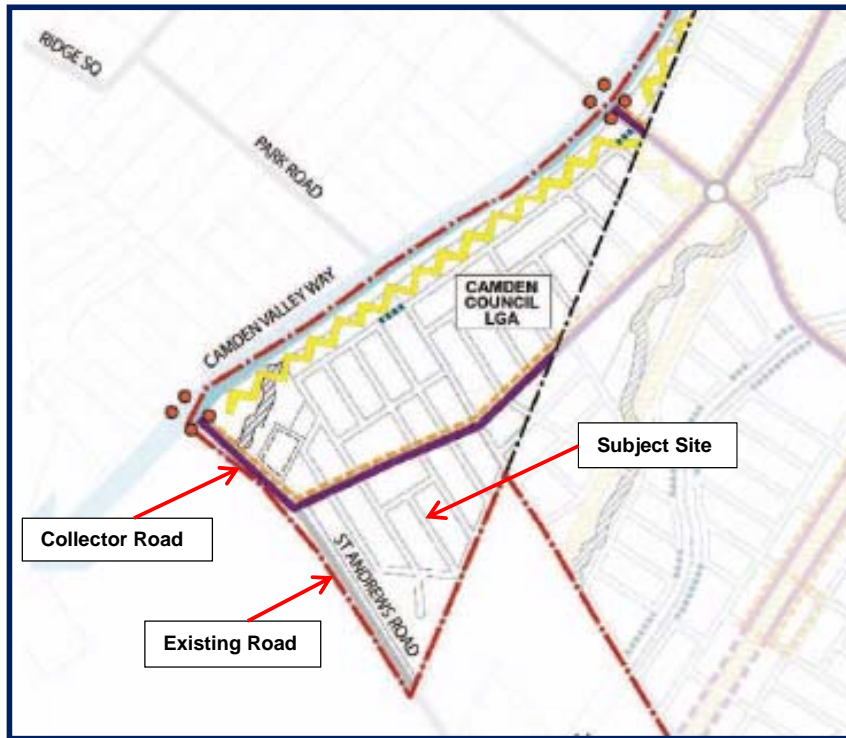 RIDGE SQ
PARK ROAD
CAMDEN VALLEY WAY
CAMDEN
COUNCIL
LGA
Subject Site
Collector Road
ST ANDREWS ROAD
Existing Road